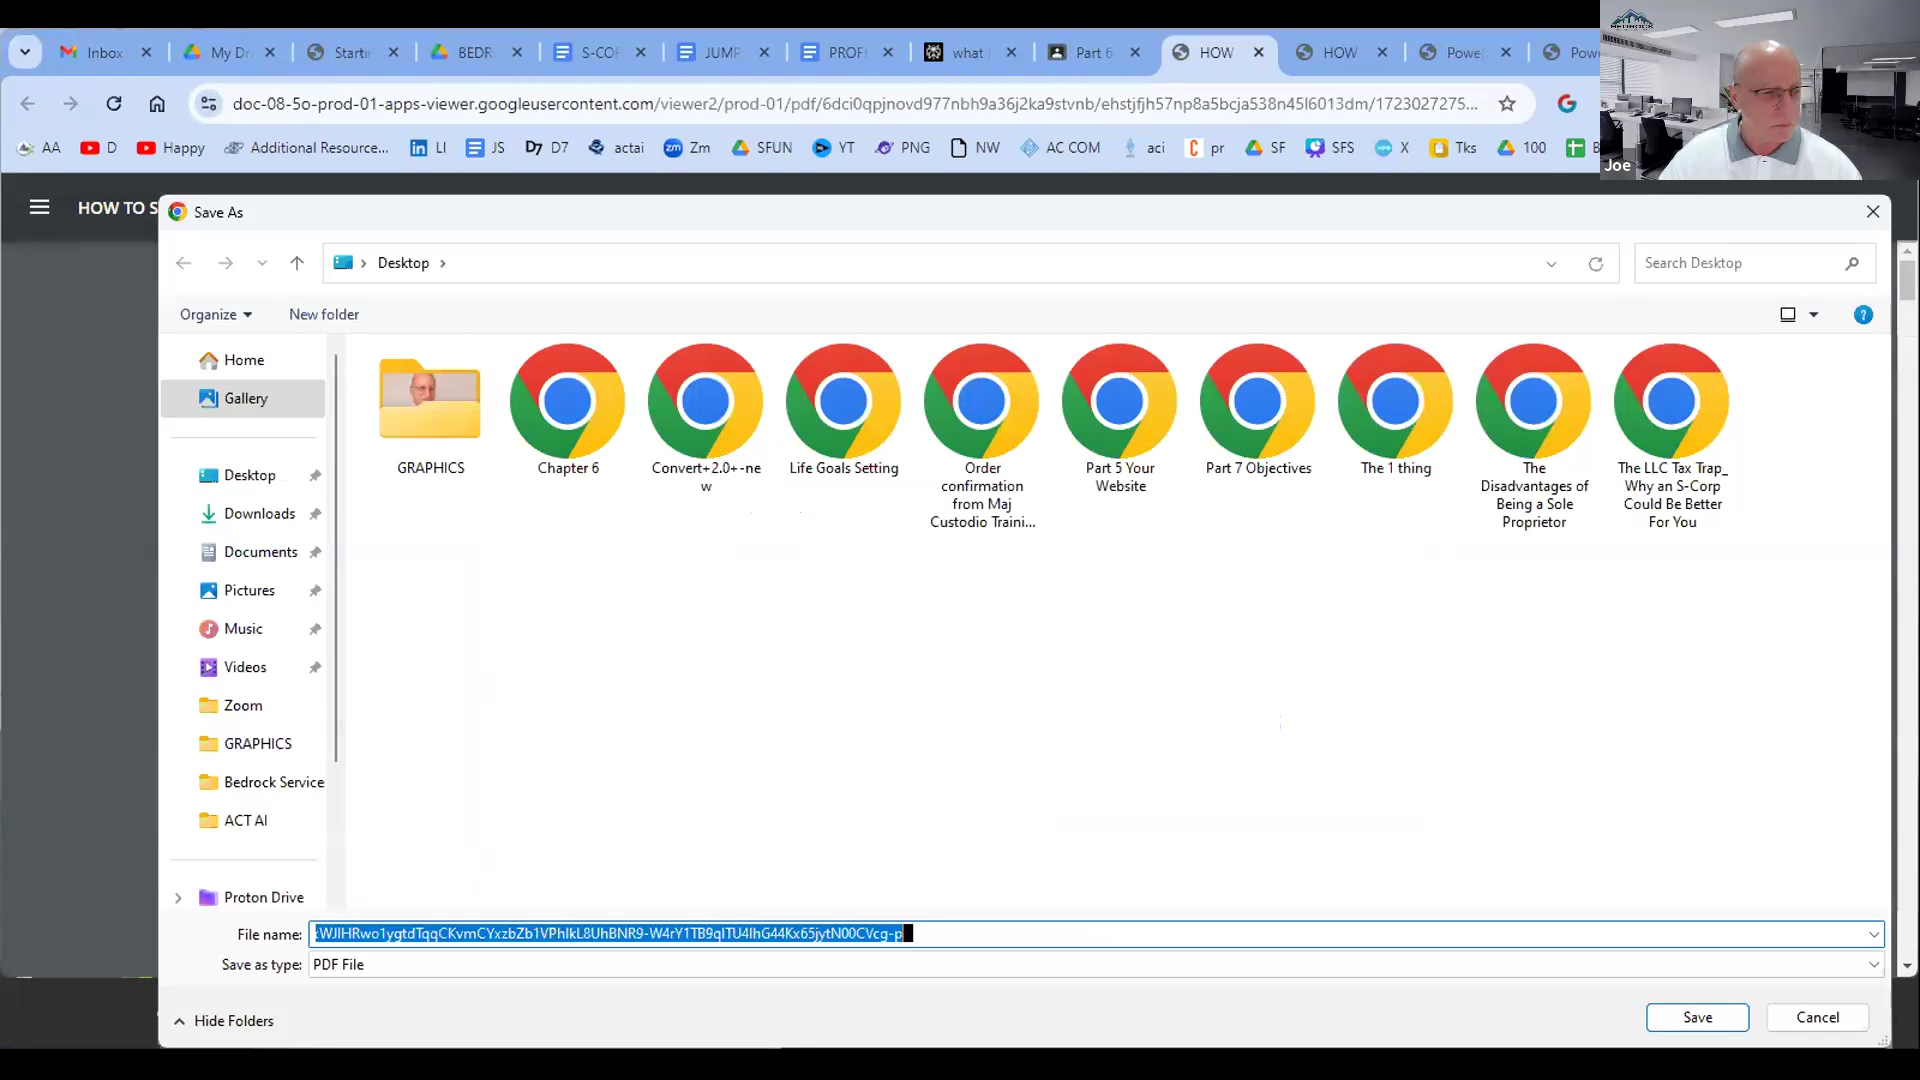 Inbox
My Dr
Starti
BEDR
S-COI
JUMP
PROFI
what
Part 6
HOW
HOW
Powe
Pow
doc-08-5o-prod-01-apps-viewer.googleusercontent.com/viewer2/prod-01/pdf/6dci0qpjnovd977nbh9a36j2ka9stvnb/ehstjfjh57np8a5bcja538n45l6013dm/1723027275...
AA
D
Happy
Additional Resource...
LI
JS
D7
actai
Zm
SFUN
YT
PNG
NW
AC COM
aci
pr
SF
SFS
X
Tks
100
Joe
HOW TO S
Save As
Desktop
Search Desktop
Organize
New folder
Home
Gallery
Desktop
Downloads
Documents
Pictures
Music
Videos
Zoom
GRAPHICS
Bedrock Service
ACT AI
Proton Drive
GRAPHICS
Chapter 6
Convert+2.0+-ne
w
Life Goals Setting
Order
confirmation
from Maj
Custodio Traini...
Part 5 Your
Website
Part 7 Objectives
The 1 thing
The
Disadvantages of
Being a Sole
Proprietor
The LLC Tax Trap_
Why an S-Corp
Could Be Better
For You
File name:
Save as type: PDF File
Hide Folders
Save
Cancel